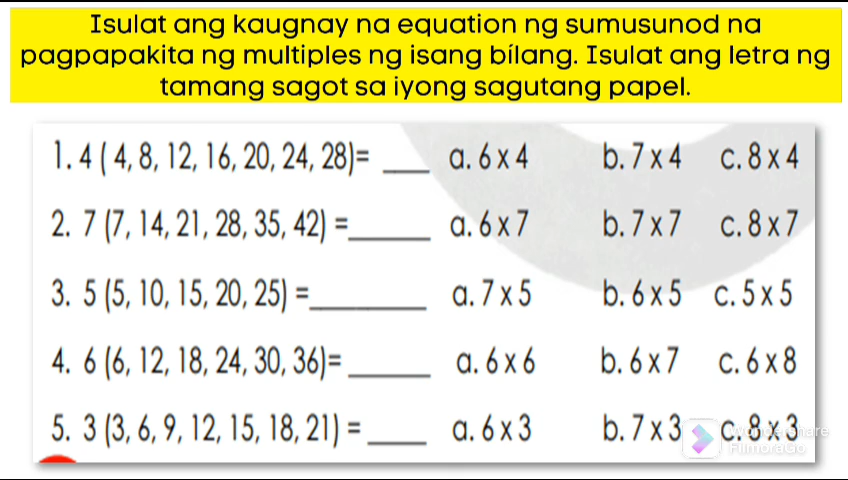 Isulat ang kaugnay na equation ng sumusunod na
pagpapakita ng multiples ng isang bílang. Isulat ang letra ng
tamang sagot sa iyong sagutang papel.
1. 4 ( 4, 8, 12, 16, 20, 24, 28)= ____ a. 6 x 4 b. 7 x 4 c. 8 x 4
2. 7 (7, 14, 21, 28, 35, 42) =______ a. 6 x 7 b. 7 x 7 c. 8 x 7
3. 5 (5, 10, 15, 20, 25) =________ a. 7 x 5 b. 6 x 5 c. 5 x 5
4. 6 (6, 12, 18, 24, 30, 36)= ______ a. 6 x 6 b. 6 x 7 c. 6 x 8
5. 3 (3, 6, 9, 12, 15, 18, 21) = ____ a. 6 x 3 b. 7 x 3 c. 8 x 3
Wondershare
FilmoraGo